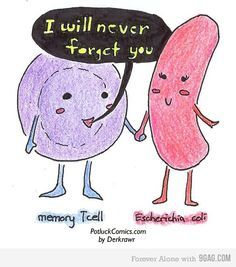 I will never
forget you
memory Tcell
Escherichia coli
PotluckComics.com
by Derkrawr
Forever Alone with 9GAG.COM